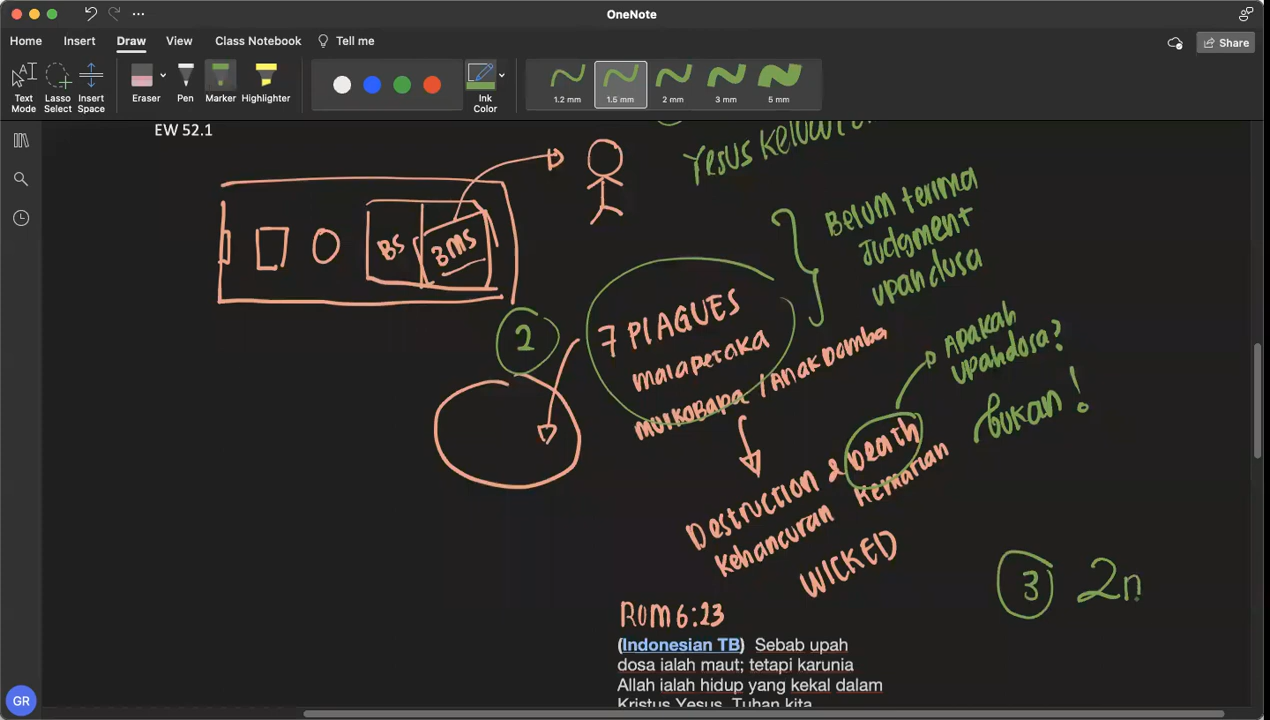 OneNote
Home Insert Draw View Class Notebook Tell me
Share
Text Mode
Lasso Select
Insert Space
Eraser
Pen
Marker
Highlighter
Ink Color
1.2 mm
1.5 mm
2 mm
3 mm
5 mm
EW 52.1
Yesus Keluar
BS
BMS
Belum terima
Judgment
upah dosa
2
7 PLAGUES
malapetaka
murka Bapa / Anak Domba
Apakah
upah dosa?
bukan!
Destruction & Death
Kehancuran Kematian
WICKED
3 2n
ROM 6:23
(Indonesian TB) Sebab upah
dosa ialah maut; tetapi karunia
Allah ialah hidup yang kekal dalam
Kristus Yesus, Tuhan kita
GR